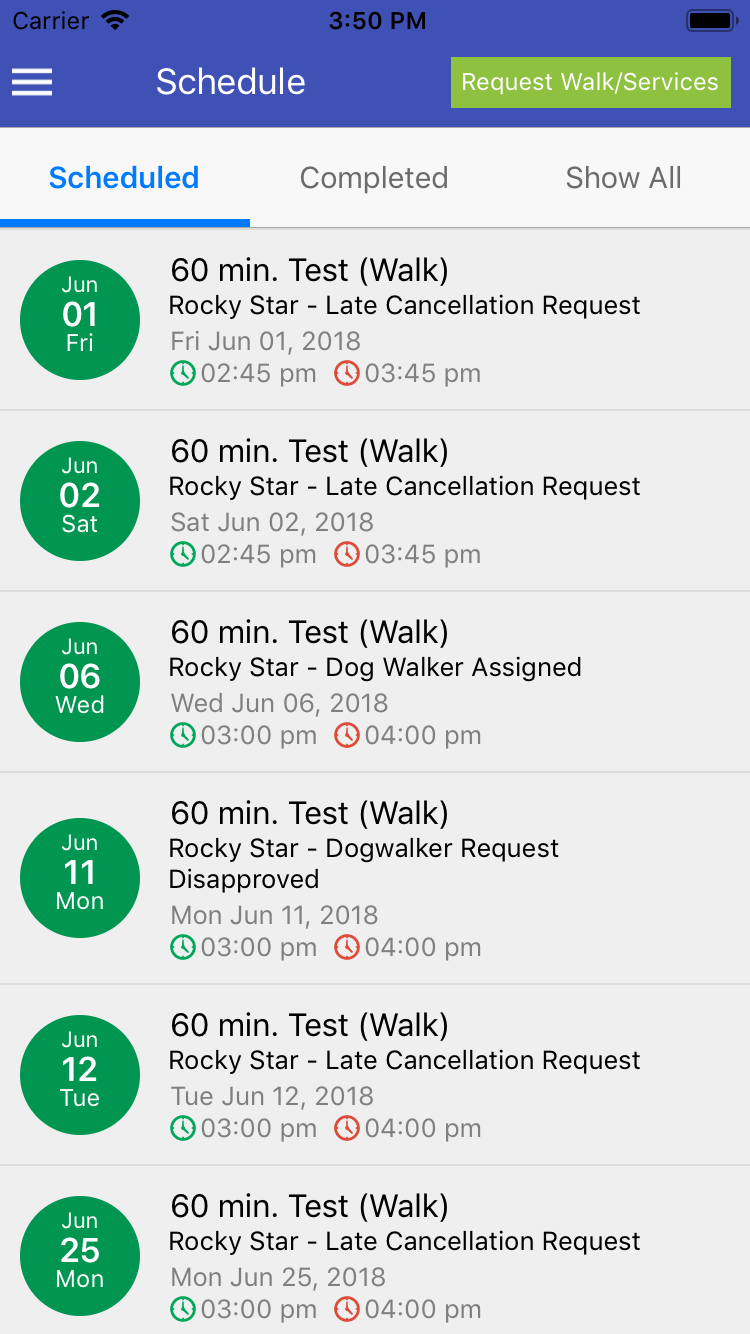 Carrier 3:50 PM
Schedule Request Walk/Services
Scheduled Completed Show All
Jun
01
Fri
60 min. Test (Walk)
Rocky Star - Late Cancellation Request
Fri Jun 01, 2018
02:45 pm 03:45 pm
Jun
02
Sat
60 min. Test (Walk)
Rocky Star - Late Cancellation Request
Sat Jun 02, 2018
02:45 pm 03:45 pm
Jun
06
Wed
60 min. Test (Walk)
Rocky Star - Dog Walker Assigned
Wed Jun 06, 2018
03:00 pm 04:00 pm
Jun
11
Mon
60 min. Test (Walk)
Rocky Star - Dogwalker Request
Disapproved
Mon Jun 11, 2018
03:00 pm 04:00 pm
Jun
12
Tue
60 min. Test (Walk)
Rocky Star - Late Cancellation Request
Tue Jun 12, 2018
03:00 pm 04:00 pm
Jun
25
Mon
60 min. Test (Walk)
Rocky Star - Late Cancellation Request
Mon Jun 25, 2018
03:00 pm 04:00 pm